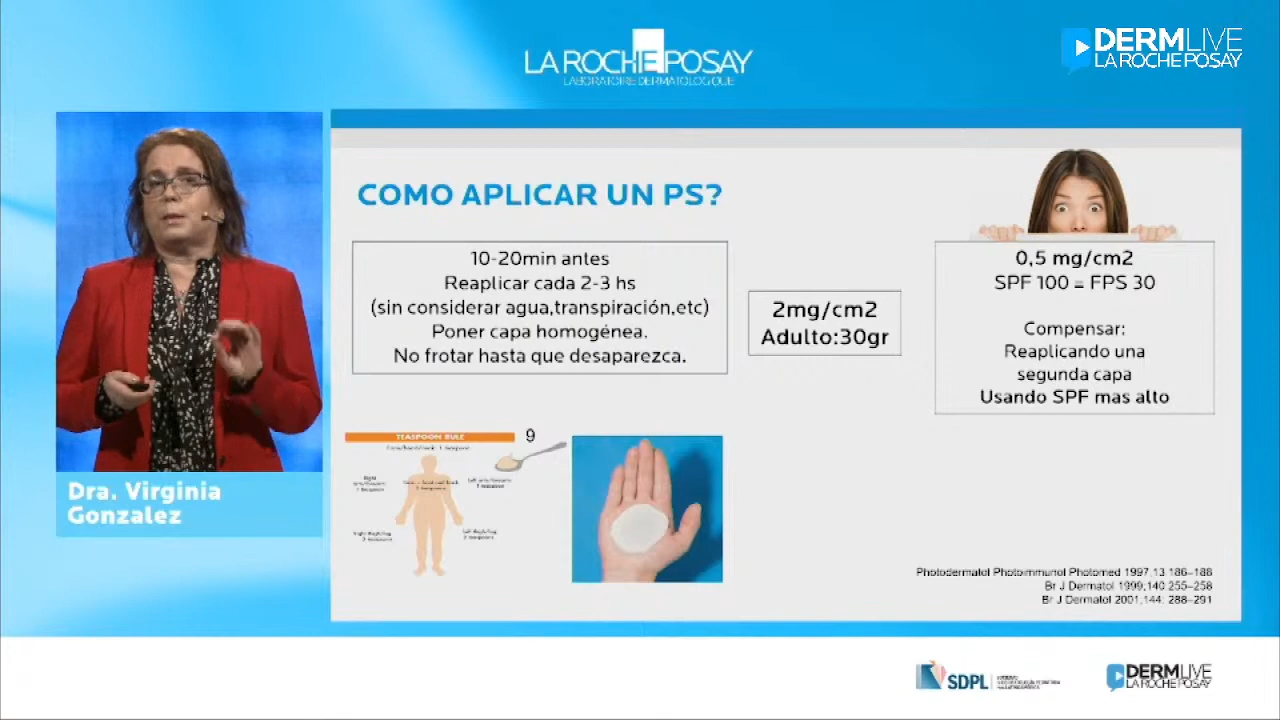 LA ROCHE POSAY
LABORATOIRE DERMATOLOGIQUE
DERMLIVE
LA ROCHE POSAY
COMO APLICAR UN PS?
10-20min antes
Reaplicar cada 2-3 hs
(sin considerar agua,transpiración,etc)
Poner capa homogénea.
No frotar hasta que desaparezca.
2mg/cm2
Adulto:30gr
0,5 mg/cm2
SPF 100 = FPS 30
Compensar:
Reaplicando una
segunda capa
Usando SPF mas alto
TEASPOON RULE
9
Dra. Virginia
Gonzalez
Photodermatol Photoimmunol Photomed 1997;13 186–188
Br J Dermatol 1999;140:255–258
Br J Dermatol 2001;144: 288–291
SDPL
DERMLIVE
LA ROCHE POSAY